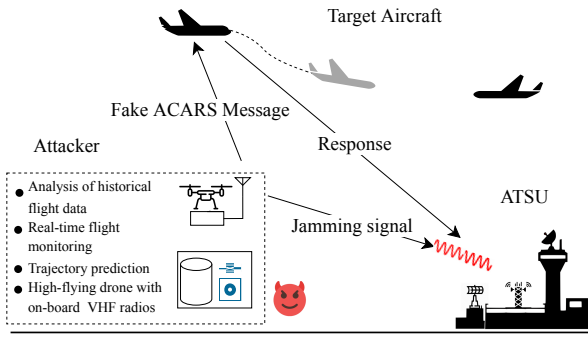 Target Aircraft
Fake ACARS Message
Response
Attacker
Analysis of historical
flight data
Real-time flight
monitoring
Trajectory prediction
High-flying drone with
on-board VHF radios
Jamming signal
ATSU